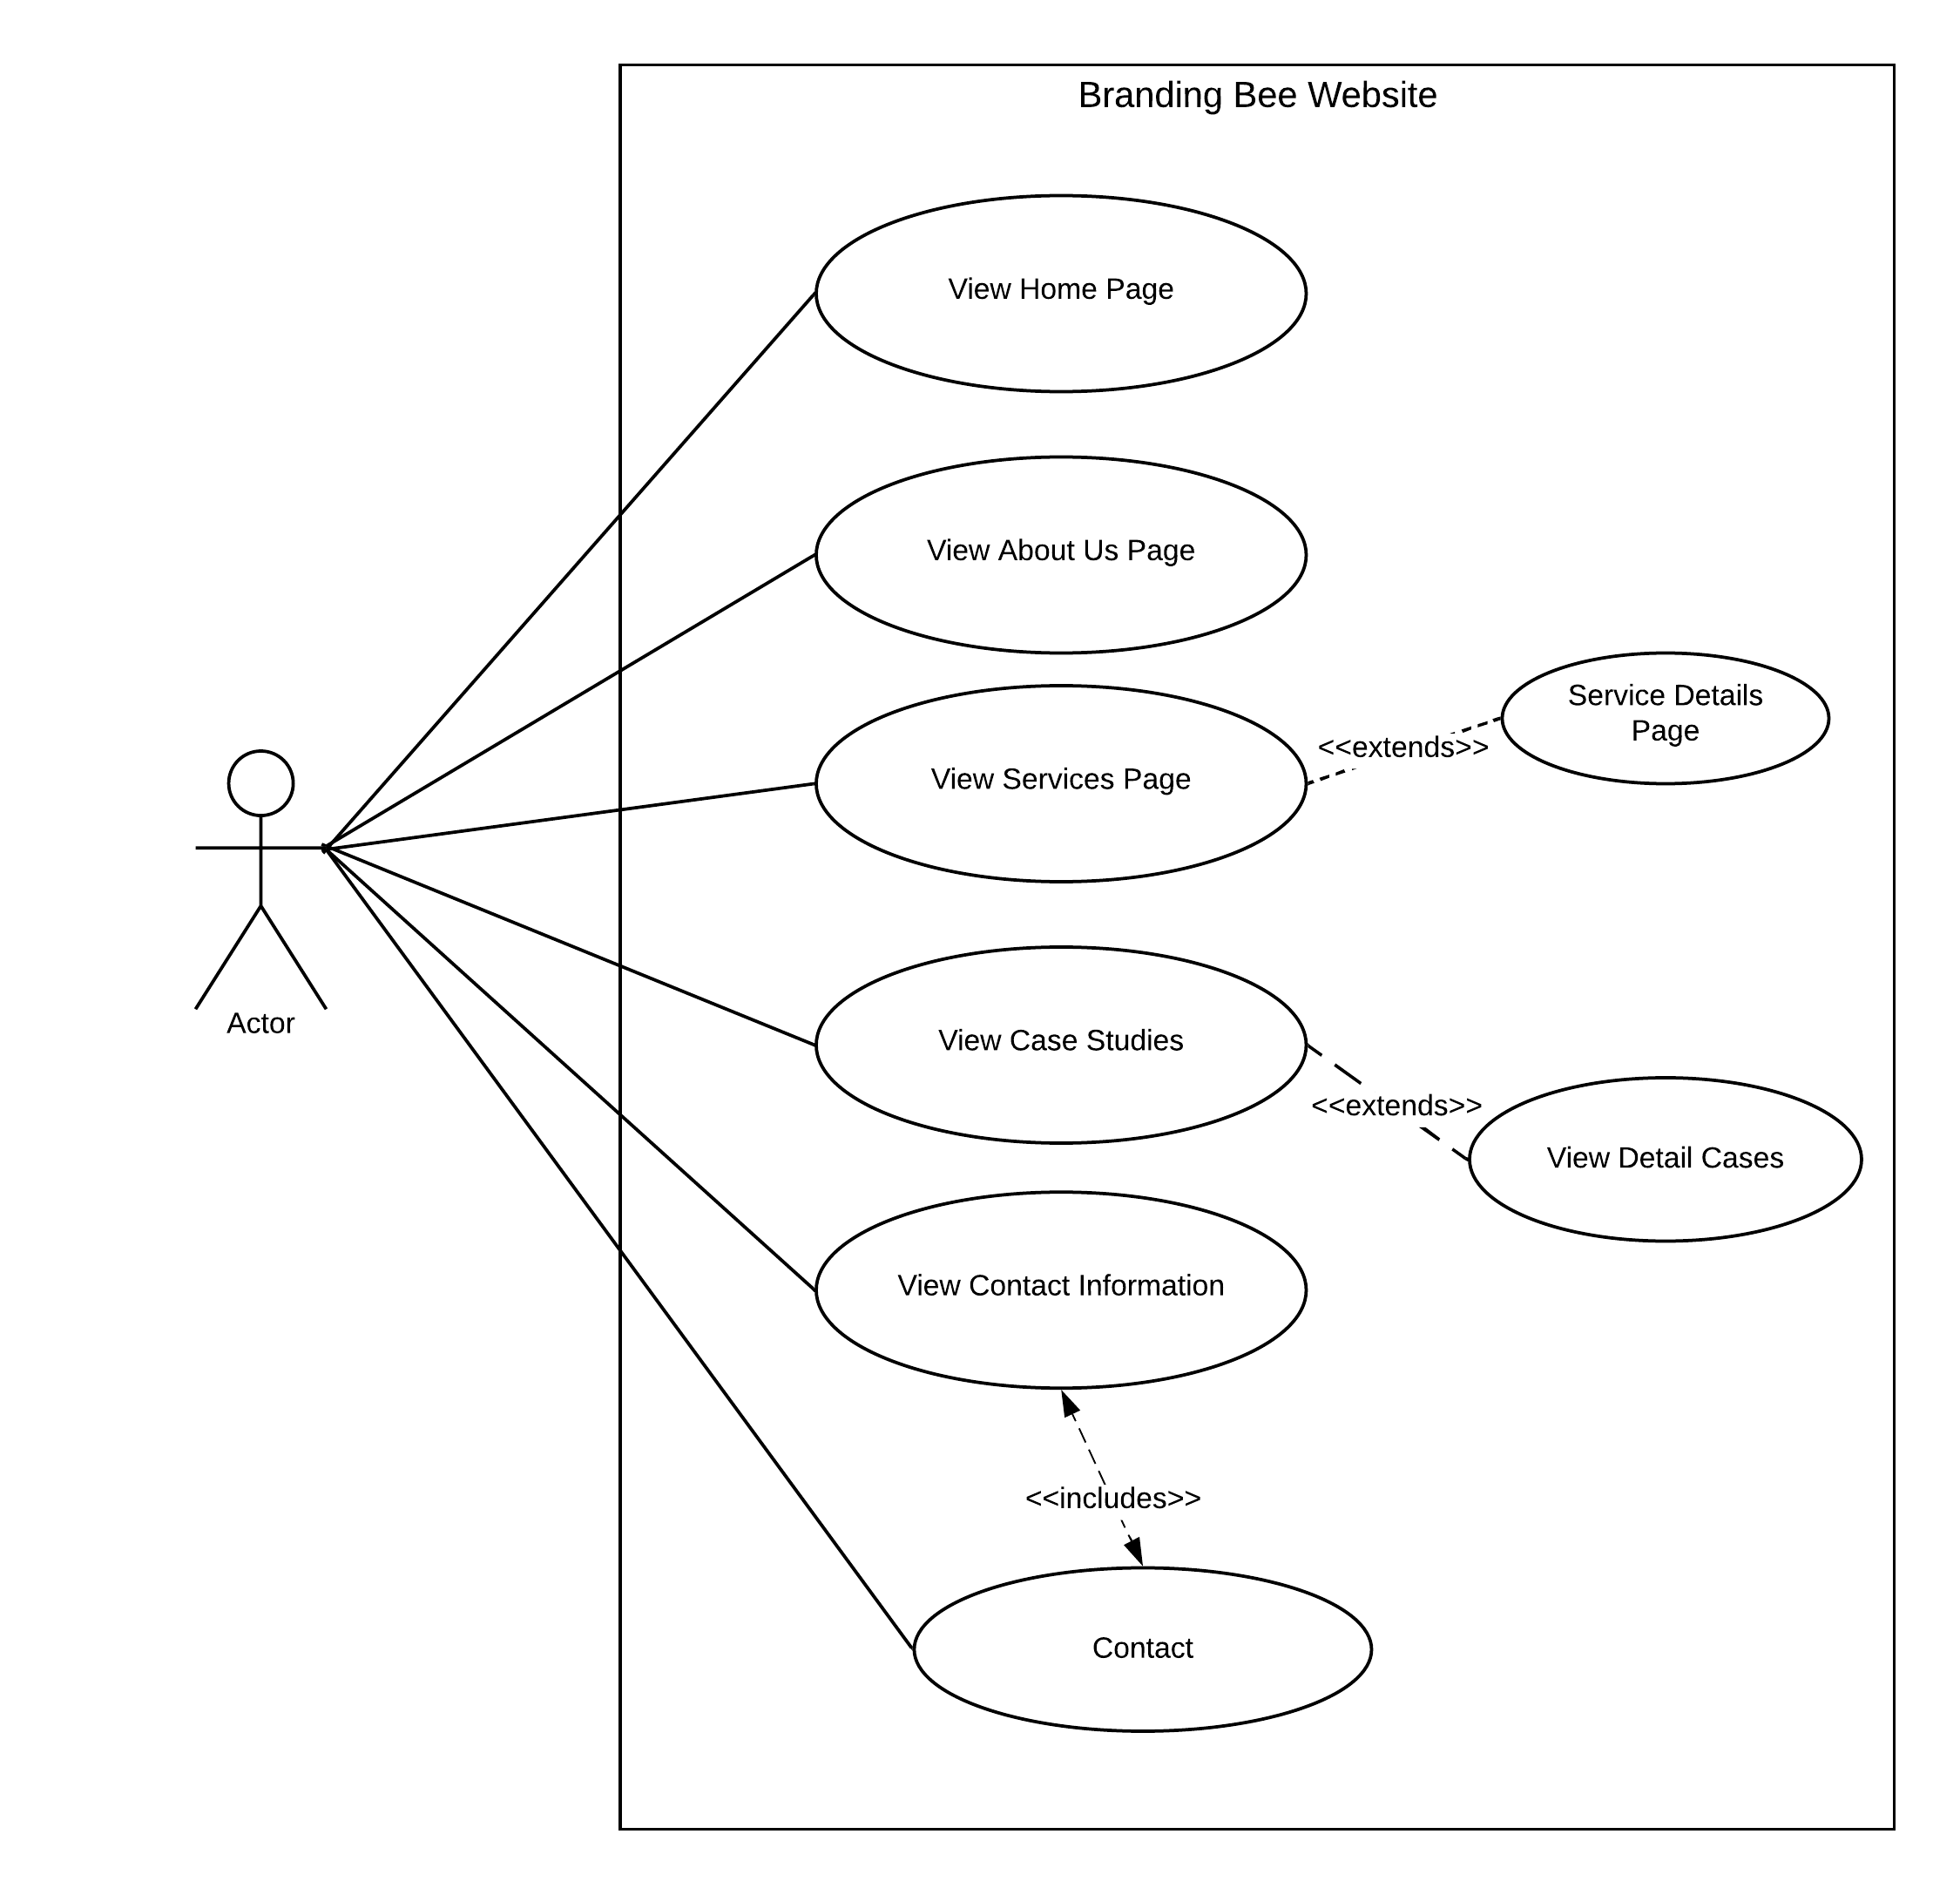 Branding Bee Website
View Home Page
View About Us Page
Service Details
Page
<<extends>>
View Services Page
Actor
View Case Studies
<<extends>>
View Detail Cases
View Contact Information
<<includes>>
Contact